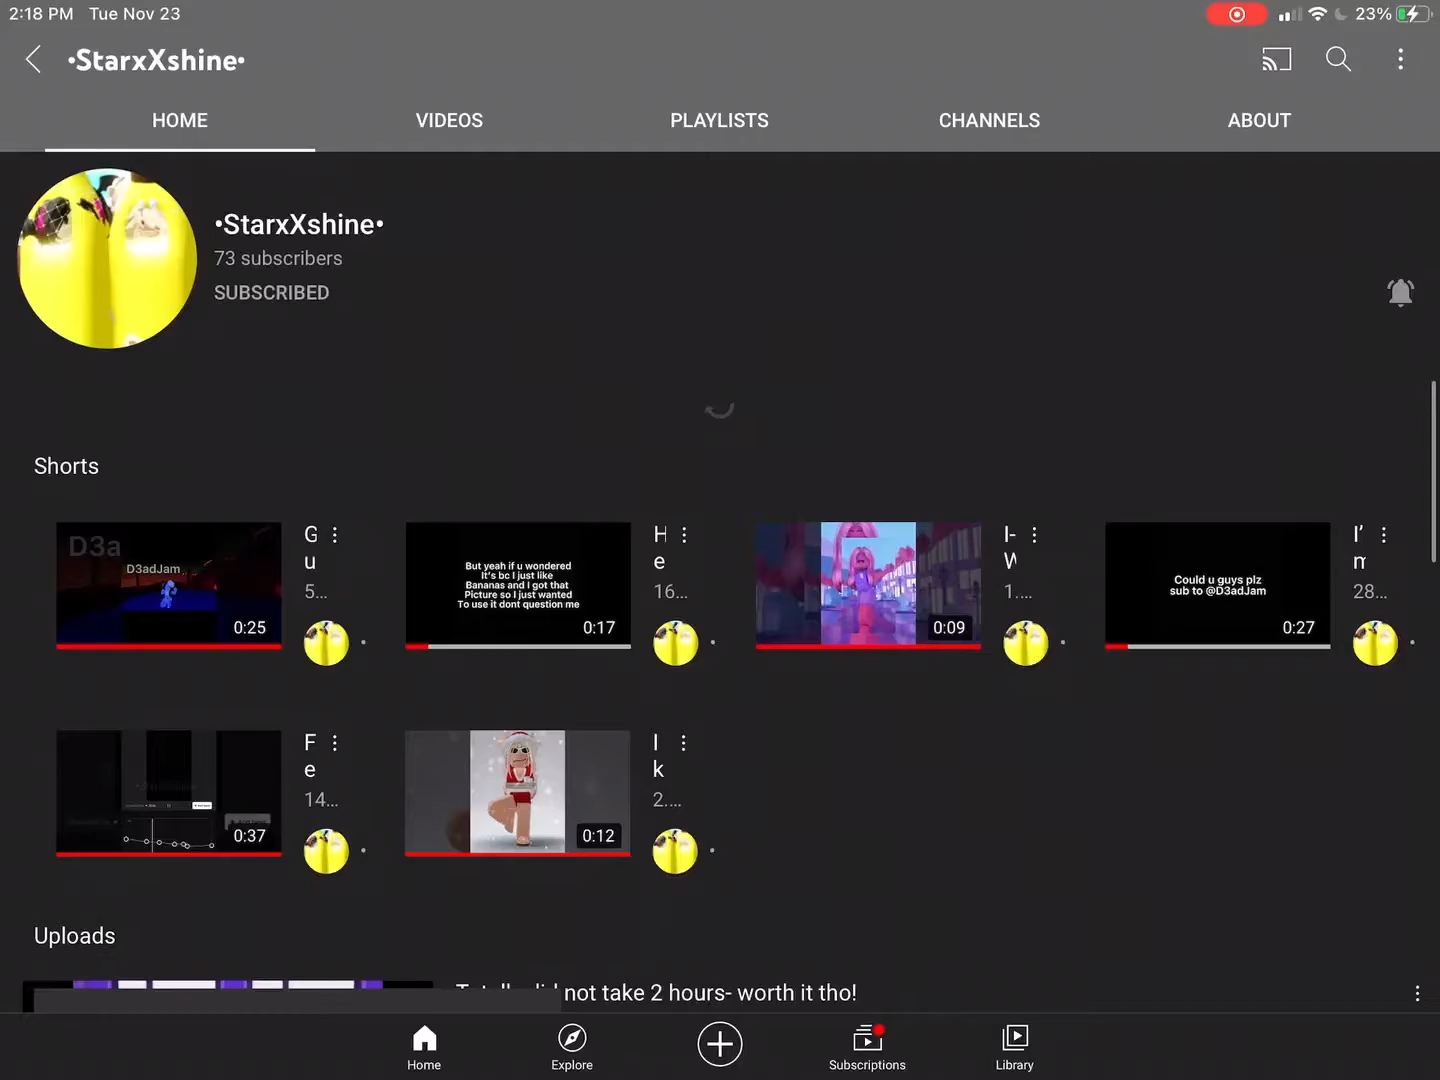 2:18 PM Tue Nov 23
23%
•StarxXshine•
HOME VIDEOS PLAYLISTS CHANNELS ABOUT
•StarxXshine•
73 subscribers
SUBSCRIBED
Shorts
D3a
D3adJam
0:25
G
u
5...
But yeah if u wondered
It's bc I just like
Bananas and I got that
Picture so I just wanted
To use it dont question me
0:17
H
e
16...
0:09
I-
W
1....
Could u guys plz
sub to @D3adJam
0:27
I'
m
28...
0:37
F
e
14...
0:12
I
k
2....
Uploads
not take 2 hours- worth it tho!
Home Explore Subscriptions Library